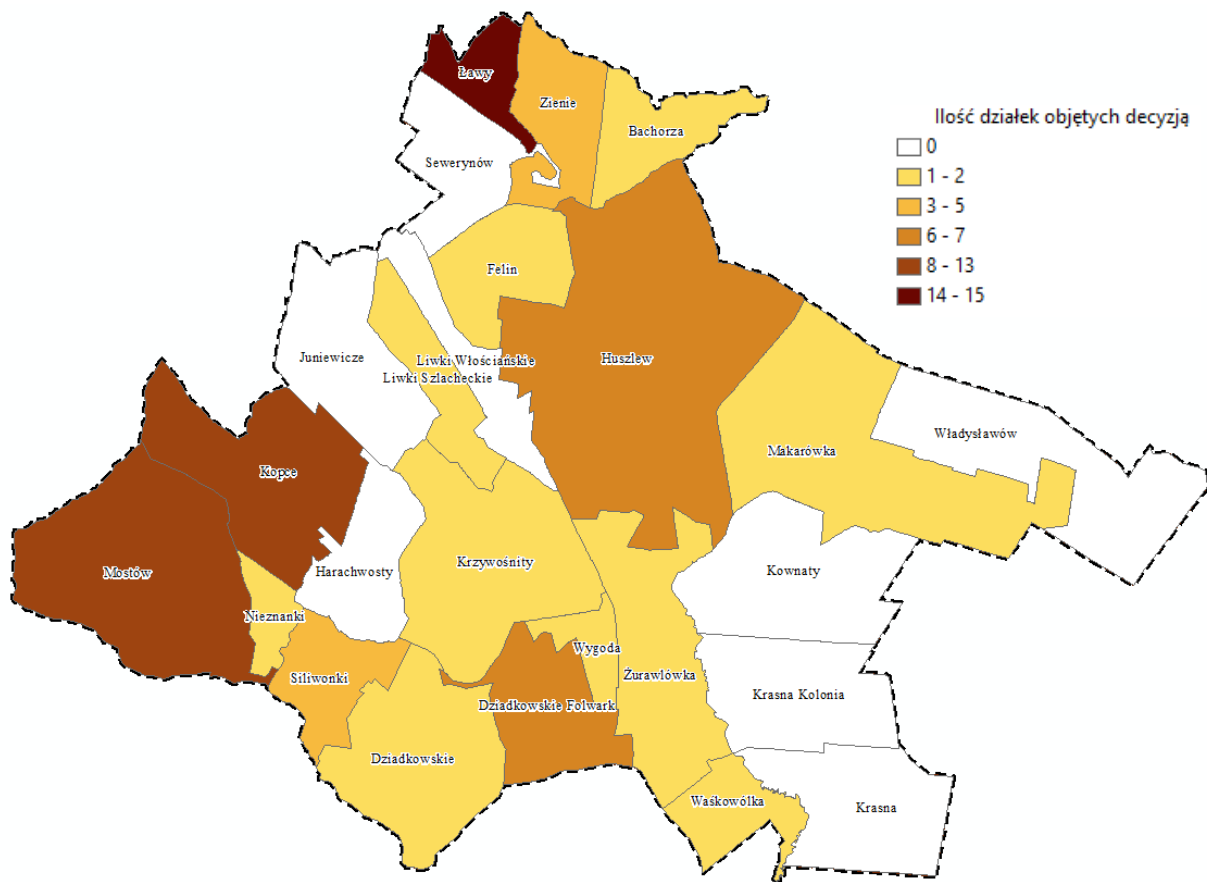 Ławy
Zienie
Bachorza
Sewerynów
Ilość działek objętych decyzją
0
1 - 2
3 - 5
6 - 7
8 - 13
14 - 15
Felin
Juniewicze
Liwki Włościańskie
Huszlew
Liwki Szlacheckie
Władysławów
Makarówka
Kopce
Krzywośnity
Harachwosty
Mostów
Kownaty
Nieznanki
Wygoda
Siliwonki
Żurawlówka
Krasna Kolonia
Dziadkowskie Folwark
Dziadkowskie
Waśkowólka
Krasna